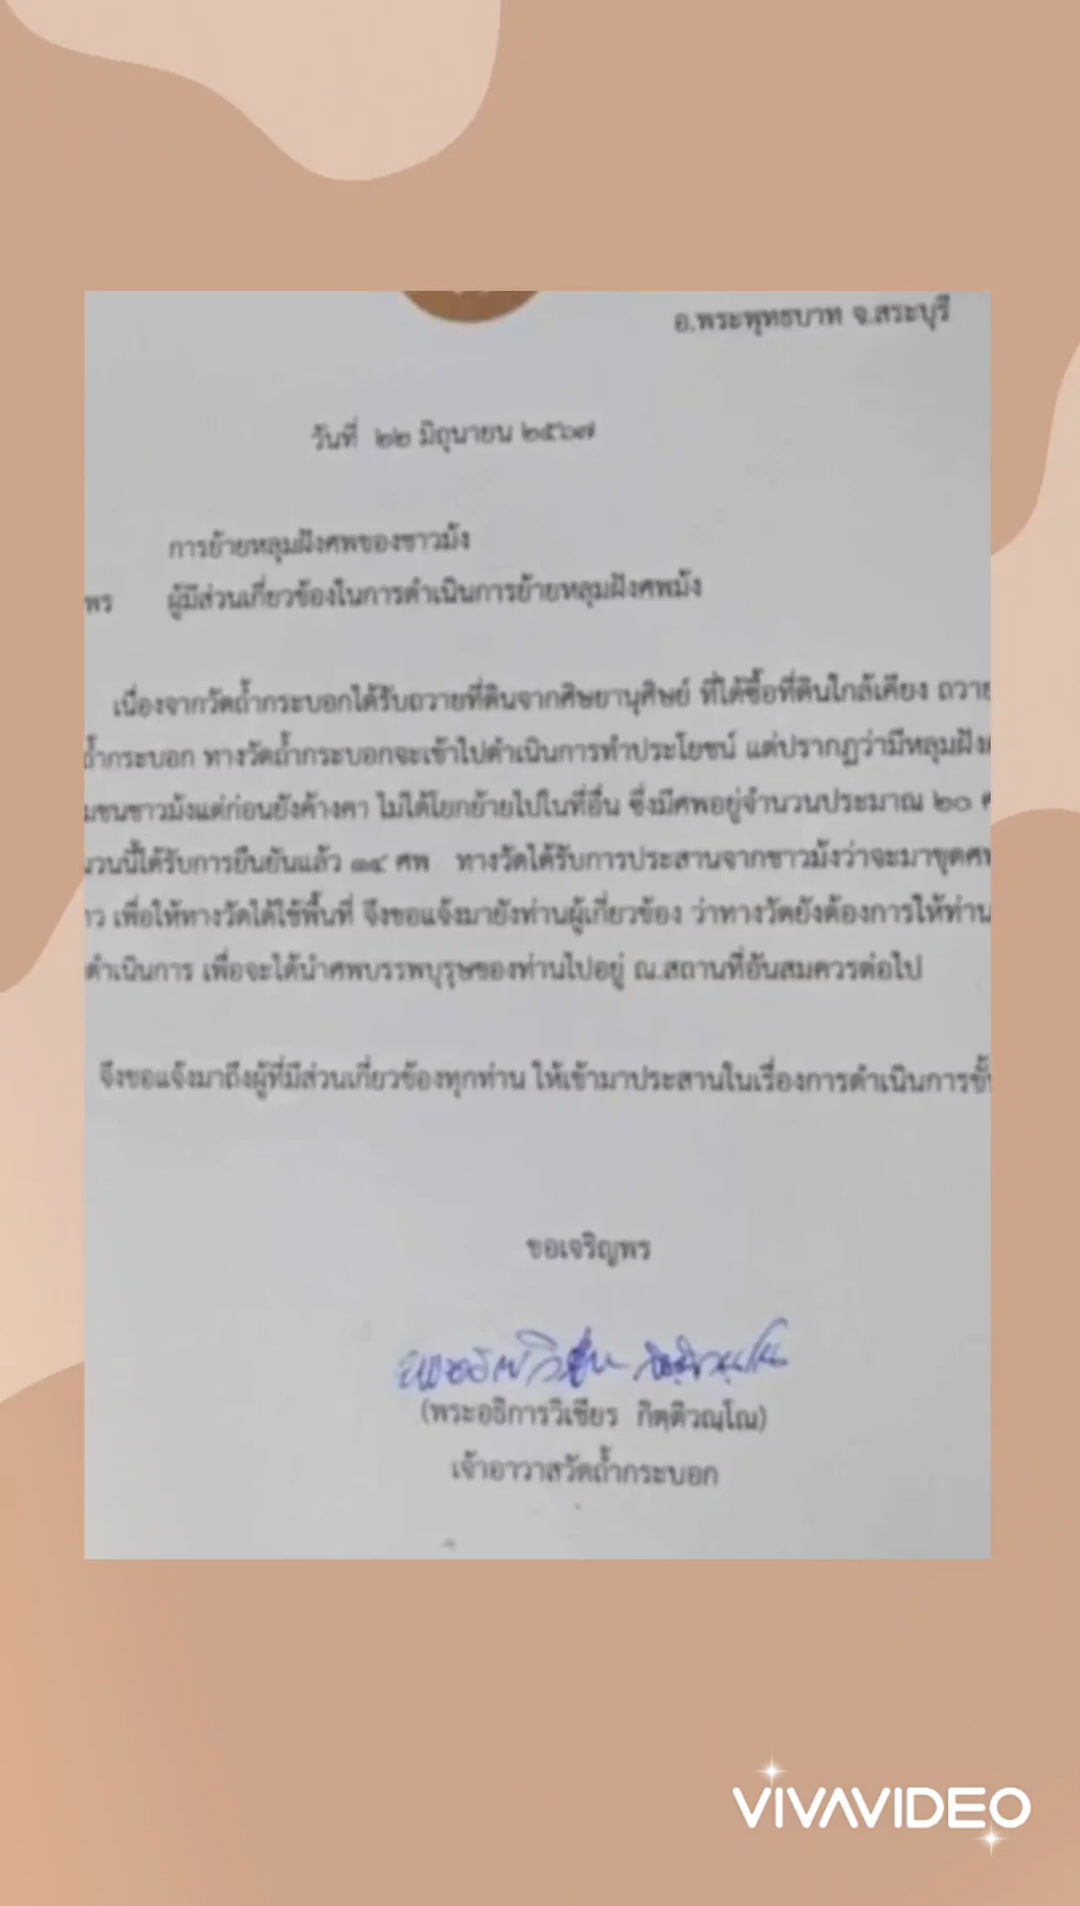 อ.พระพุทธบาท จ.สระบุรี
วันที่ ๒๒ มิถุนายน ๒๕๖๗
การย้ายหลุมฝังศพของชาวม้ง
พร ผู้มีส่วนเกี่ยวข้องในการดำเนินการย้ายหลุมฝังศพม้ง
เนื่องจากวัดถ้ำกระบอกได้รับถวายที่ดินจากศิษยานุศิษย์ ที่ได้ซื้อที่ดินใกล้เคียง ถวาย
ถ้ำกระบอก ทางวัดถ้ำกระบอกจะเข้าไปดำเนินการทำประโยชน์ แต่ปรากฏว่ามีหลุมฝัง
มชนชาวม้งแต่ก่อนยังค้างคา ไม่ได้โยกย้ายไปในที่อื่น ซึ่งมีศพอยู่จำนวนประมาณ ๒๐
นวนนี้ได้รับการยืนยันแล้ว ๑๔ ศพ ทางวัดได้รับการประสานจากชาวม้งว่าจะมาขุดศพ
าว เพื่อให้ทางวัดได้ใช้พื้นที่ จึงขอแจ้งมายังท่านผู้เกี่ยวข้อง ว่าทางวัดยังต้องการให้ท่าน
ดำเนินการ เพื่อจะได้นำศพบรรพบุรุษของท่านไปอยู่ ณ.สถานที่อันสมควรต่อไป
จึงขอแจ้งมาถึงผู้ที่มีส่วนเกี่ยวข้องทุกท่าน ให้เข้ามาประสานในเรื่องการดำเนินการขั้
ขอเจริญพร
(พระอธิการวิเชียร กิตฺติวณฺโณ)
เจ้าอาวาสวัดถ้ำกระบอก
VIVAVIDEO